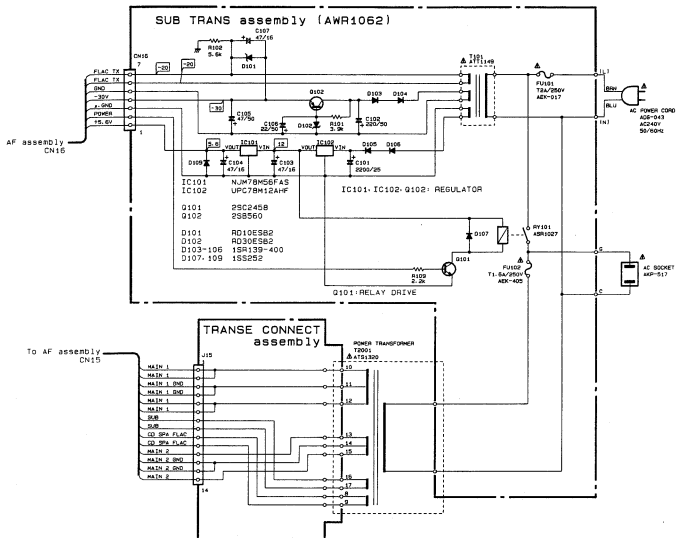 SUB TRANS assembly (AWR1062)
C107
47/16
R102
5.6k
D101
CN16
7
-20
-20
FLAC TX
FLAC TX
GND
-30V
GND
POWER
+5.6V
1
AF assembly
CN16
-30
Q102
D103
D104
C105
47/50
C106
22/50
D102
R101
3.9k
C102
220/50
T101
ATT1149
FU101
T2A/250V
AEK-017
(L)
BRN
BLU
(N)
AC POWER CORD
ADG-043
AC240V
50/60Hz
5.6
VOUT
IC101
VIN
12
VOUT
IC102
VIN
D105
D106
D109
C104
47/16
C103
47/16
C101
2200/25
IC101 NJM78M56FAS
IC102 UPC78M12AHF
IC101, IC102, Q102: REGULATOR
Q101 2SC2458
Q102 2SB560
D101 RD10ESB2
D102 RD30ESB2
D103-106 1SR139-400
D107-109 1SS252
D107
RY101
ASR1027
Q101
R109
2.2k
Q101:RELAY DRIVE
FU102
T1.6A/250V
AEK-405
C
AC SOCKET
AKP-517
TRANSE CONNECT
assembly
POWER TRANSFORMER
T2001
ATS1320
To AF assembly
CN15
J15
1
MAIN 1
MAIN 1
MAIN 1 GND
MAIN 1 GND
MAIN 1
MAIN 1
SUB
SUB
CD SPA FLAC
CD SPA FLAC
MAIN 2
MAIN 2 GND
MAIN 2 GND
MAIN 2
14
10
11
12
13
14
15
16
17
8
9